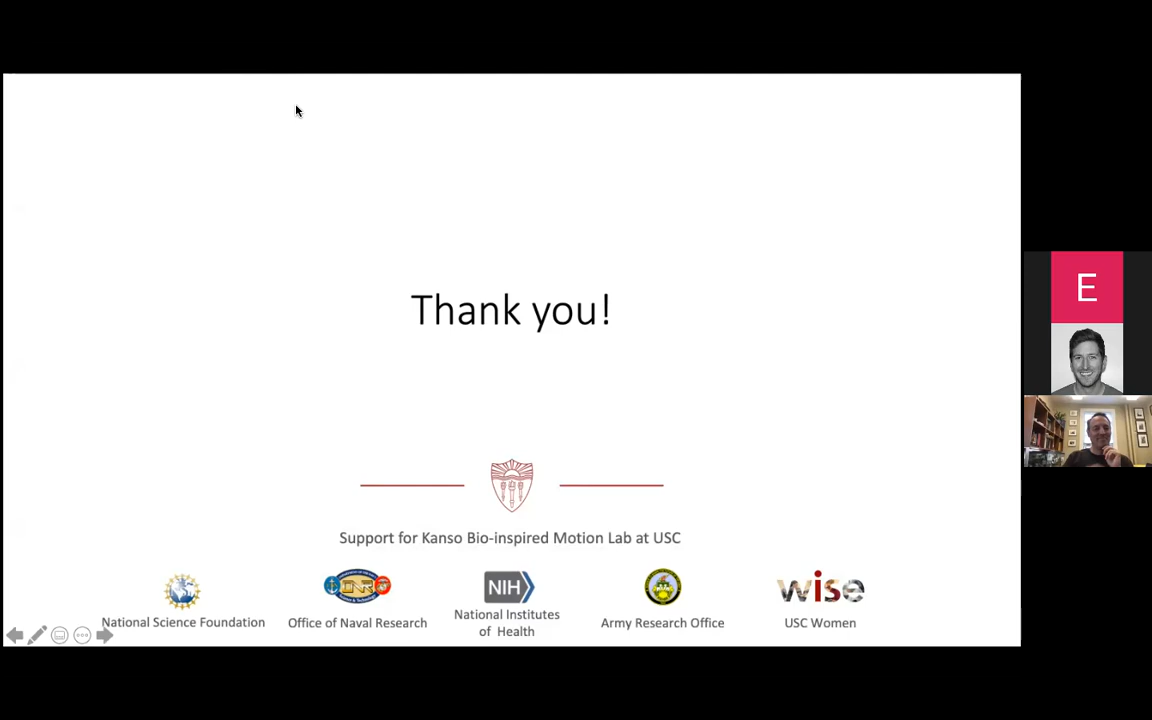 Thank you!
E
Support for Kanso Bio-inspired Motion Lab at USC
ONR
NIH
wise
National Science Foundation
Office of Naval Research
National Institutes
of Health
Army Research Office
USC Women